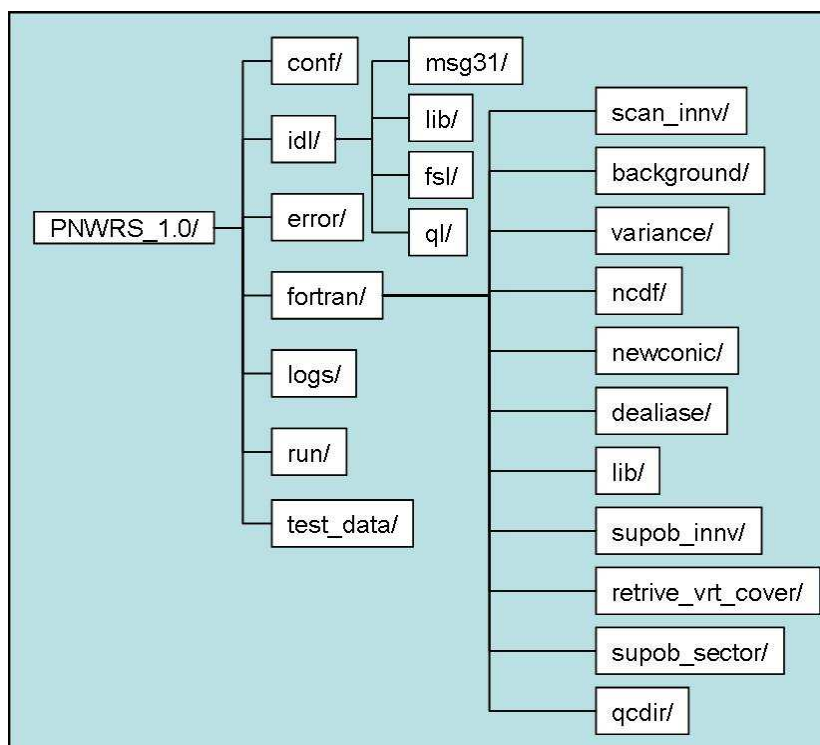 PNWRS_1.0/
conf/
idl/
error/
fortran/
logs/
run/
test_data/
msg31/
lib/
fsl/
ql/
scan_innv/
background/
variance/
ncdf/
newconic/
dealiase/
lib/
supob_innv/
retrive_vrt_cover/
supob_sector/
qcdir/